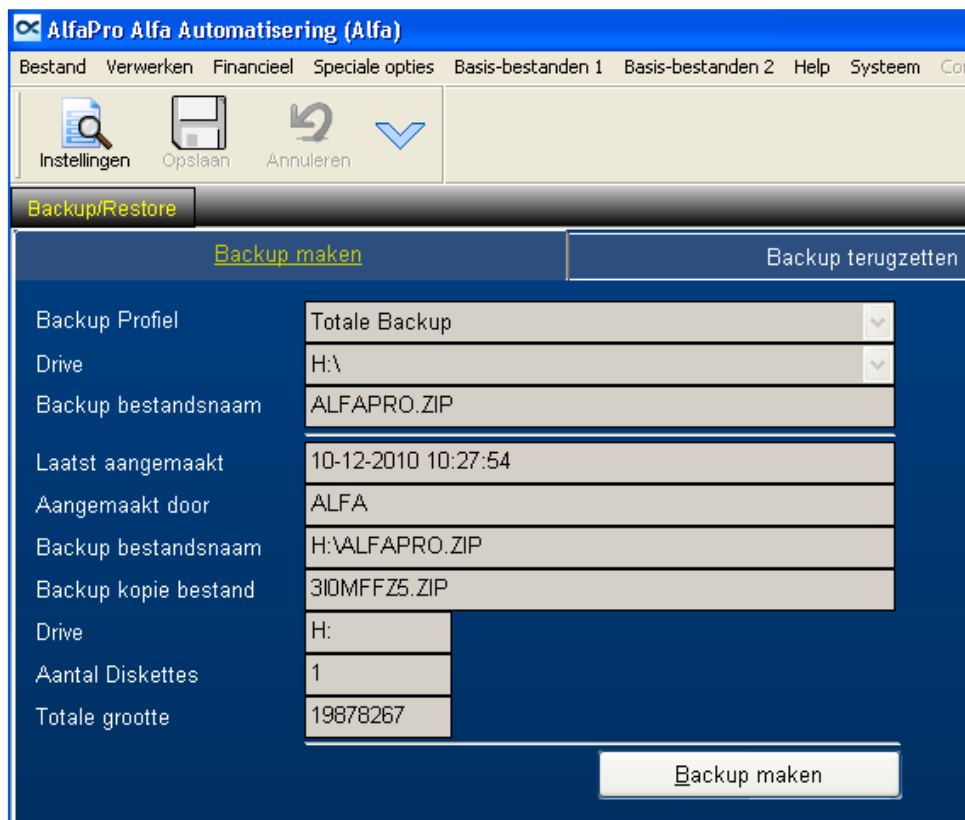 AlfaPro Alfa Automatisering (Alfa)
Bestand Verwerken Financieel Speciale opties Basis-bestanden 1 Basis-bestanden 2 Help Systeem
Instellingen Opslaan Annuleren
Backup/Restore
Backup maken Backup terugzetten
Backup Profiel Totale Backup
Drive H:\
Backup bestandsnaam ALFAPRO.ZIP
Laatst aangemaakt 10-12-2010 10:27:54
Aangemaakt door ALFA
Backup bestandsnaam H:\ALFAPRO.ZIP
Backup kopie bestand 3I0MFFZ5.ZIP
Drive H:
Aantal Diskettes 1
Totale grootte 19878267
Backup maken